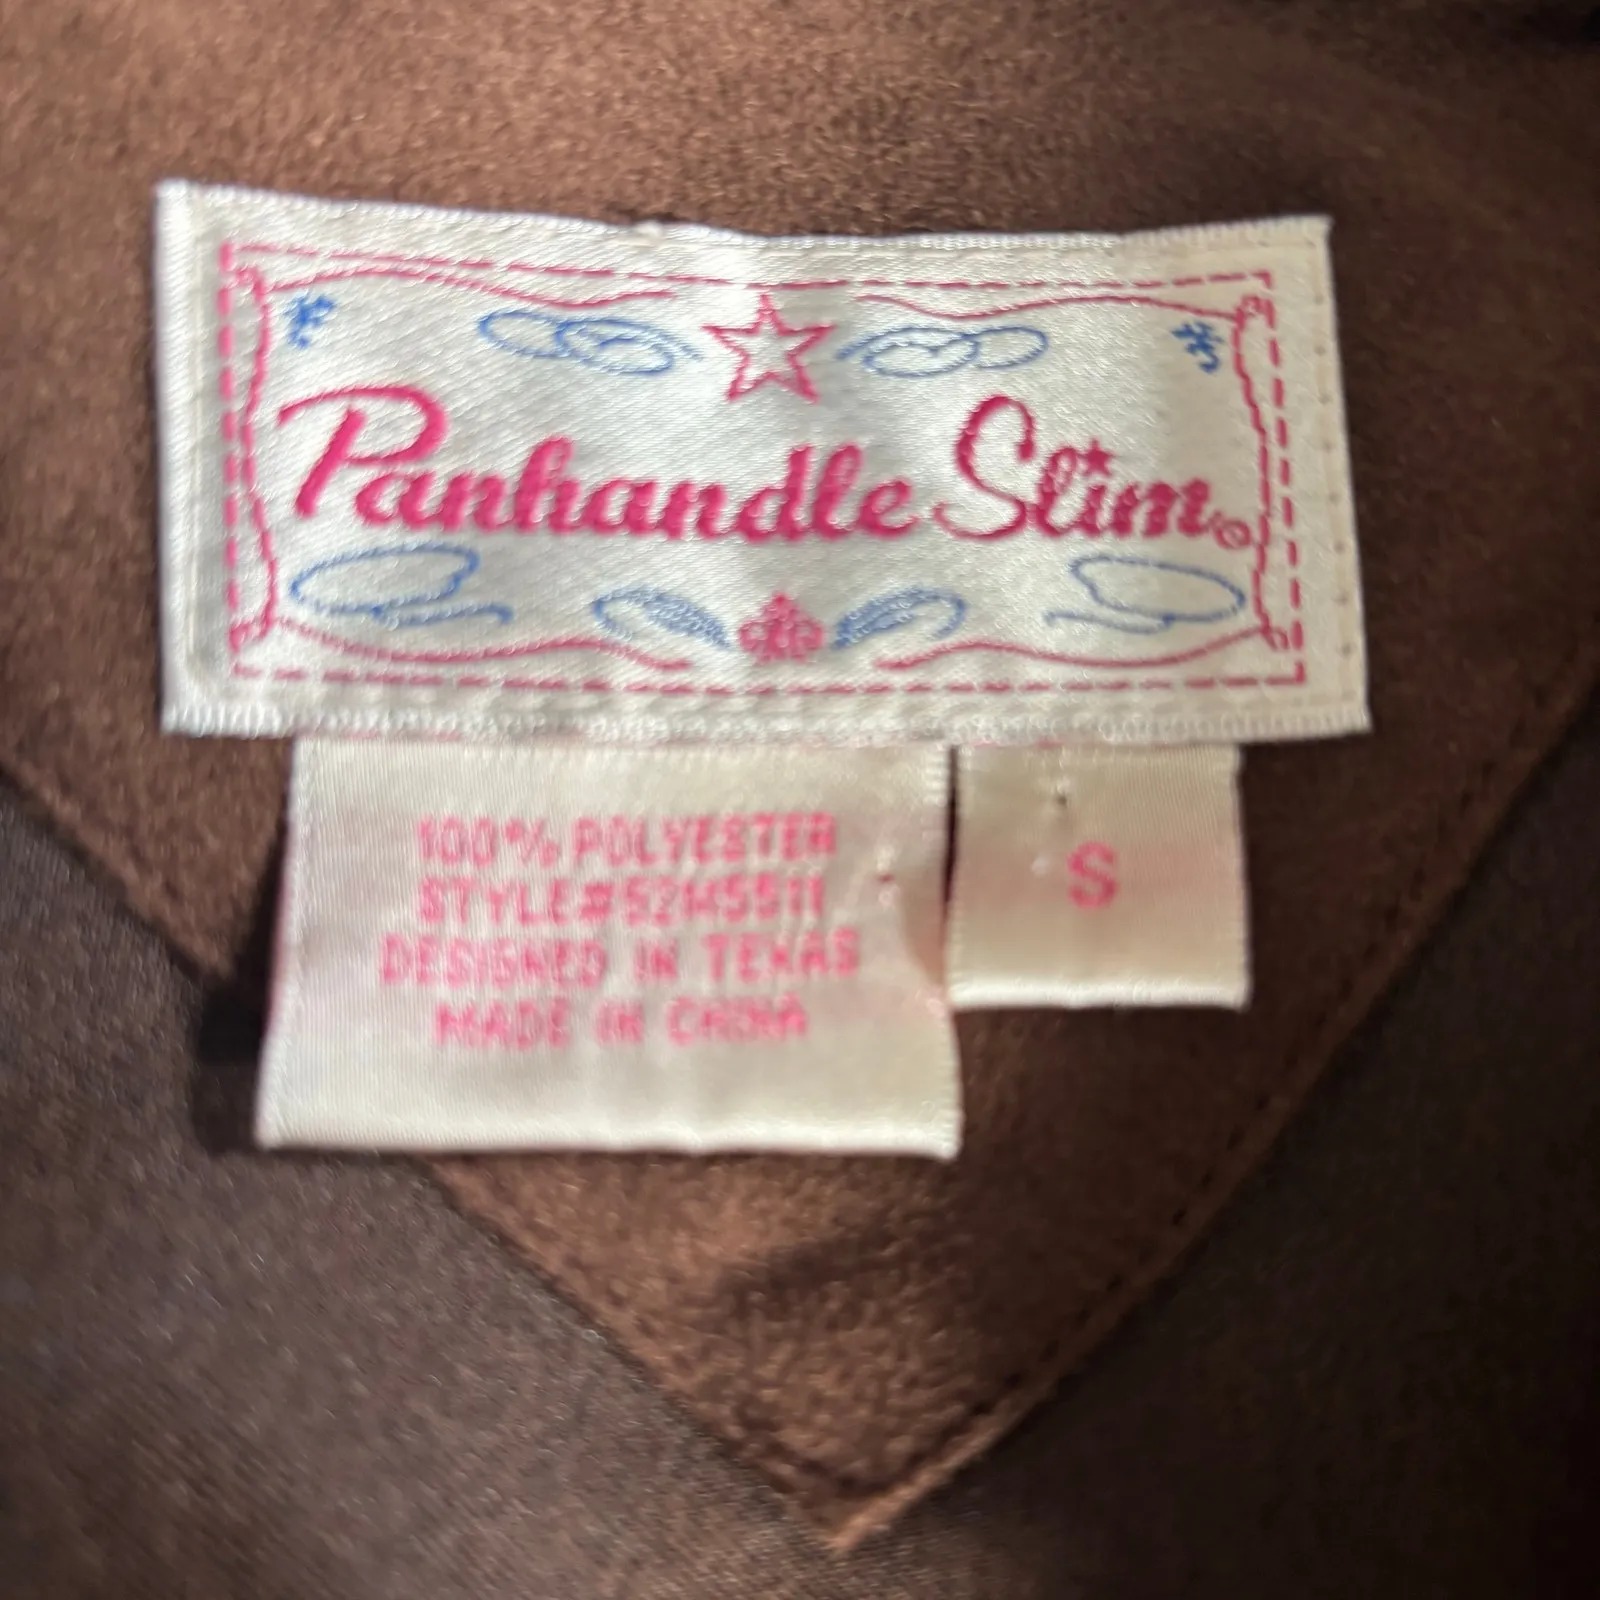 Panhandle Slim
100% POLYESTER
STYLE#52M5511
DESIGNED IN TEXAS
MADE IN CHINA
S